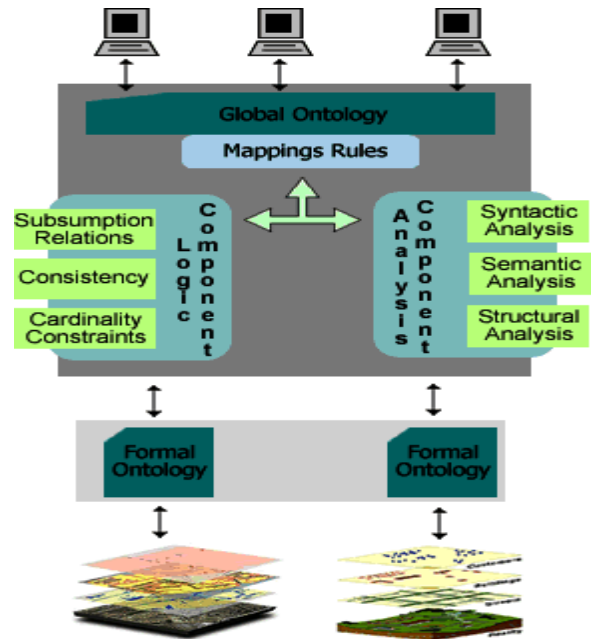 Global Ontology
Mappings Rules
Subsumption
Relations
Consistency
Cardinality
Constraints
Logic
Component
Analysis
Component
Syntactic
Analysis
Semantic
Analysis
Structural
Analysis
Formal
Ontology
Formal
Ontology